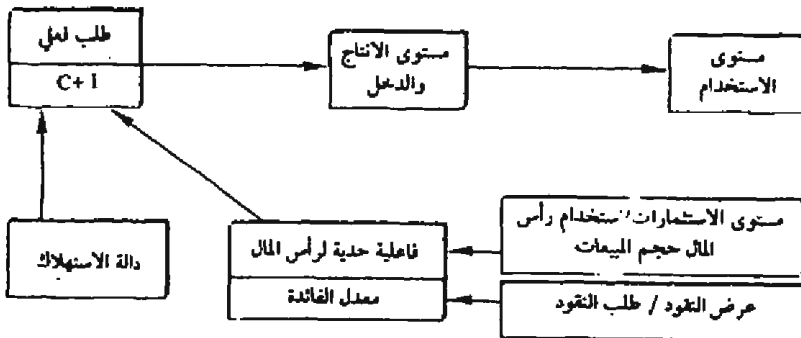 طلب فعلي
C+ I
مستوى الانتاج
والدخل
مستوى
الاستخدام
دالة الاستهلاك
فاعلية حدية لرأس المال
معدل الفائدة
مستوى الاستثمارات استخدام رأس
المال حجم المبيعات
عرض النقود / طلب النقود